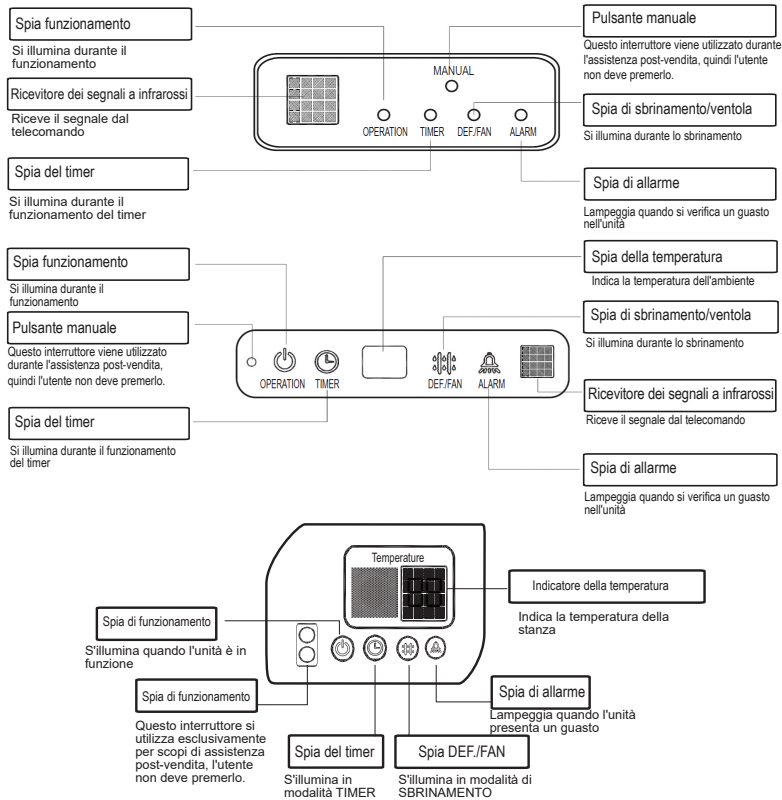 Spia funzionamento
Si illumina durante il
funzionamento
Ricevitore dei segnali a infrarossi
Riceve il segnale dal
telecomando
Spia del timer
Si illumina durante il
funzionamento del timer
MANUAL
OPERATION TIMER DEF./FAN ALARM
Pulsante manuale
Questo interruttore viene utilizzato durante
l'assistenza post-vendita, quindi l'utente
non deve premerlo.
Spia di sbrinamento/ventola
Si illumina durante lo sbrinamento
Spia di allarme
Lampeggia quando si verifica un guasto
nell'unità
Spia funzionamento
Si illumina durante il
funzionamento
Pulsante manuale
Questo interruttore viene utilizzato
durante l'assistenza post-vendita,
quindi l'utente non deve premerlo.
Spia del timer
Si illumina durante il funzionamento
del timer
OPERATION TIMER DEF./FAN ALARM
Spia della temperatura
Indica la temperatura dell'ambiente
Spia di sbrinamento/ventola
Si illumina durante lo sbrinamento
Ricevitore dei segnali a infrarossi
Riceve il segnale dal telecomando
Spia di allarme
Lampeggia quando si verifica un guasto
nell'unità
Temperature
Indicatore della temperatura
Indica la temperatura della
stanza
Spia di funzionamento
S'illumina quando l'unità è in
funzione
Spia di funzionamento
Questo interruttore si
utilizza esclusivamente
per scopi di assistenza
post-vendita, l'utente
non deve premerlo.
Spia del timer
S'illumina in
modalità TIMER
Spia DEF./FAN
S'illumina in modalità di
SBRINAMENTO
Spia di allarme
Lampeggia quando l'unità
presenta un guasto